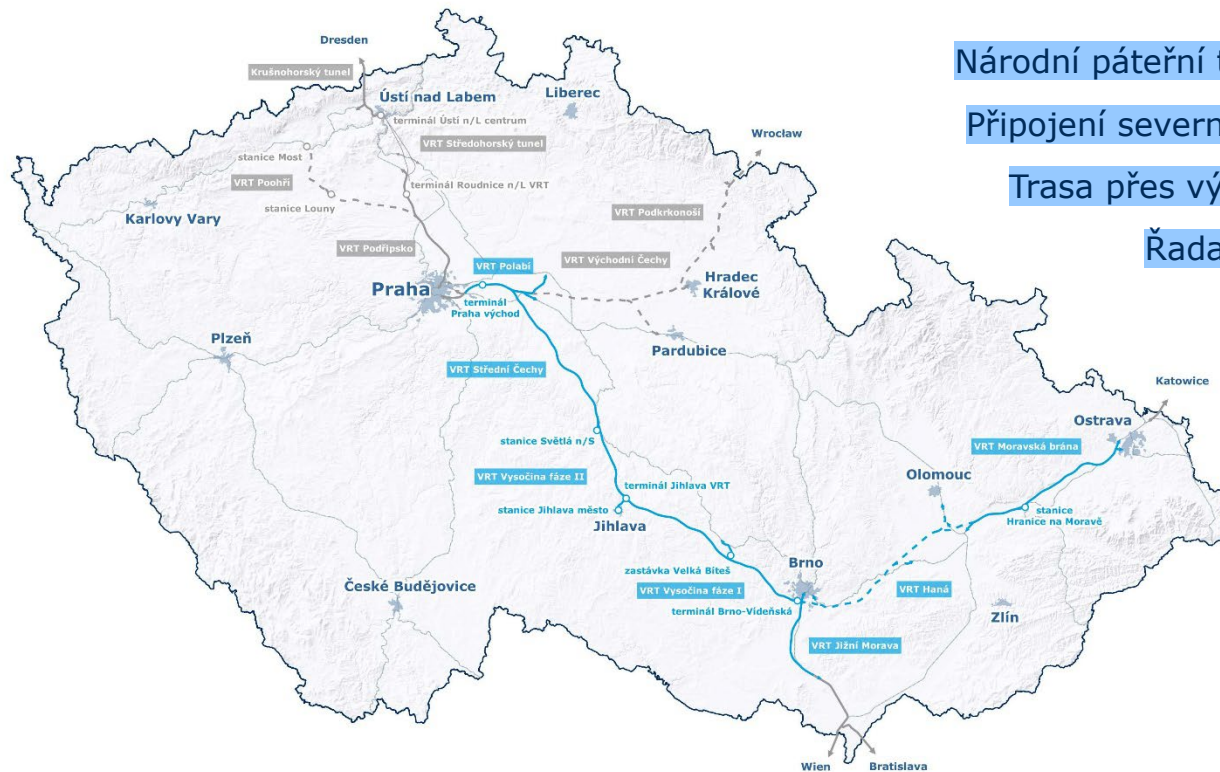 Dresden
Krušnohorský tunel
Ústí nad Labem
Liberec
terminál Ústí n/L centrum
VRT Středohorský tunel
Wrocław
stanice Most
VRT Poohří
terminál Roudnice n/L VRT
stanice Louny
Karlovy Vary
VRT Podkrkonoší
VRT Podřipsko
VRT Východní Čechy
VRT Polabí
Praha
Hradec
Králové
terminál
Praha východ
Plzeň
Pardubice
VRT Střední Čechy
Katowice
Ostrava
stanice Světlá n/S
VRT Moravská brána
VRT Vysočina fáze II
Olomouc
terminál Jihlava VRT
stanice Jihlava město
stanice
Hranice na Moravě
Jihlava
Brno
zastávka Velká Bíteš
České Budějovice
VRT Vysočina fáze I
VRT Haná
terminál Brno-Vídeňská
Zlín
VRT Jižní Morava
Wien
Bratislava
Národní páteřní
Připojení severn
Trasa přes vý
Řada